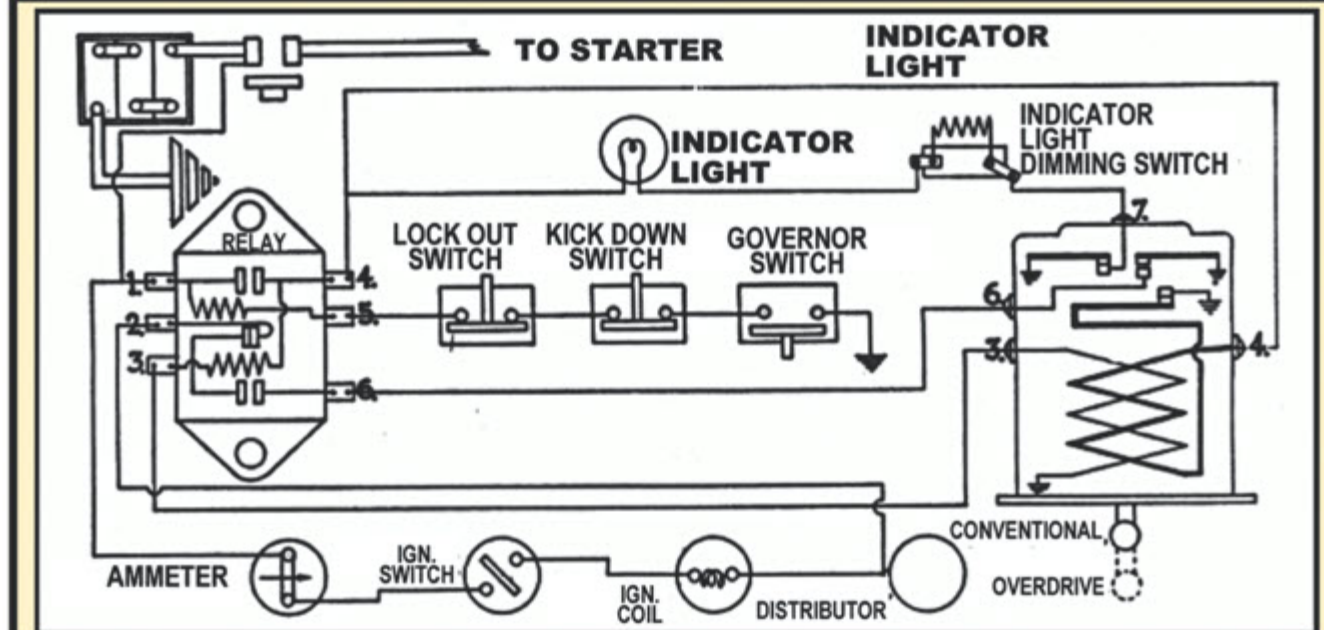 TO STARTER
INDICATOR
LIGHT
INDICATOR
LIGHT
DIMMING SWITCH
INDICATOR
LIGHT
7.
RELAY
LOCK OUT
SWITCH
KICK DOWN
SWITCH
GOVERNOR
SWITCH
1.
4.
2.
5.
3.
6.
6.
3.
4.
AMMETER
IGN.
SWITCH
IGN.
COIL
DISTRIBUTOR
CONVENTIONAL
OVERDRIVE